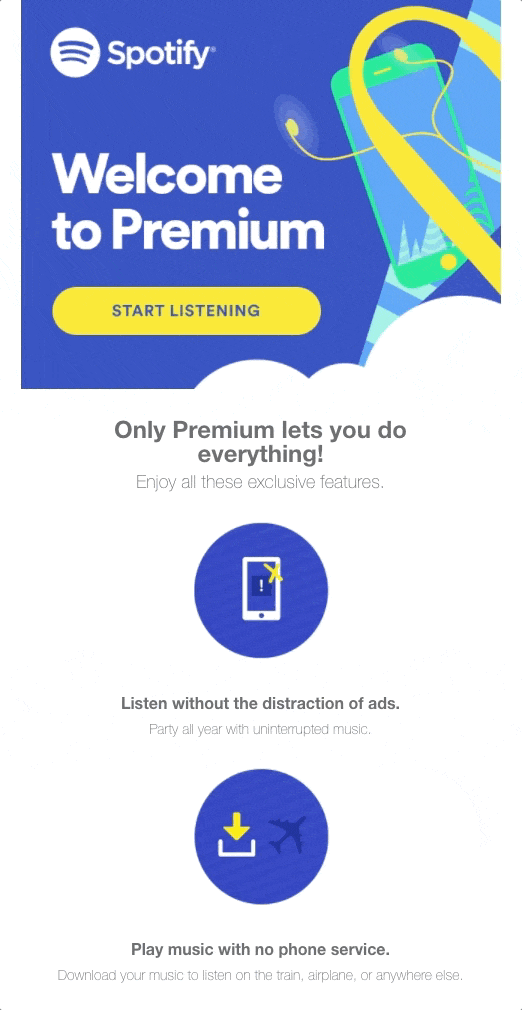 Spotify®
Welcome
to Premium
START LISTENING
Only Premium lets you do
everything!
Enjoy all these exclusive features.
!
Listen without the distraction of ads.
Party all year with uninterrupted music.
Play music with no phone service.
Download your music to listen on the train, airplane, or anywhere else.